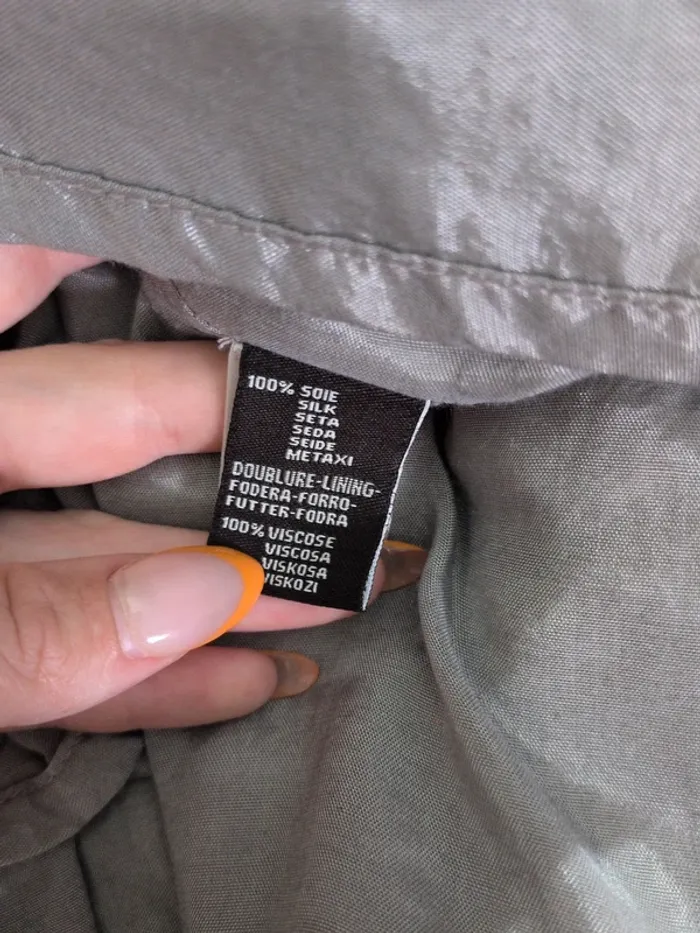 100% SOIE
SILK
SETA
SEDA
SEIDE
METAXI
DOUBLURE-LINING-
FODERA-FORRO-
FUTTER-FODRA
100% VISCOSE
VISCOSA
VISKOSA
VISKOZI